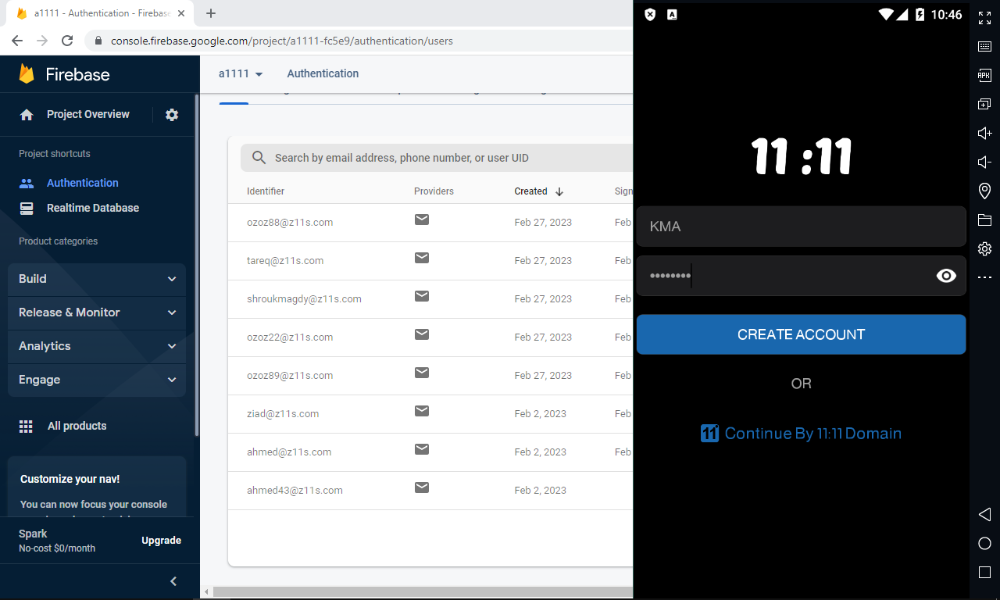 a1111 - Authentication - Firebase
console.firebase.google.com/project/a1111-fc5e9/authentication/users
Firebase
Project Overview
Project shortcuts
Authentication
Realtime Database
Product categories
Build
Release & Monitor
Analytics
Engage
All products
Customize your nav!
You can now focus your console
Spark
No-cost $0/month
Upgrade
a1111
Authentication
Search by email address, phone number, or user UID
Identifier Providers Created Sign
ozoz88@z11s.com Feb 27, 2023 Feb
tareq@z11s.com Feb 27, 2023 Feb
shroukmagdy@z11s.com Feb 27, 2023 Feb
ozoz22@z11s.com Feb 27, 2023 Feb
ozoz89@z11s.com Feb 27, 2023 Feb
ziad@z11s.com Feb 2, 2023 Feb
ahmed@z11s.com Feb 2, 2023 Feb
ahmed43@z11s.com Feb 2, 2023
A
10:46
11:11
KMA
••••••••
CREATE ACCOUNT
OR
11 Continue By 11:11 Domain
APK